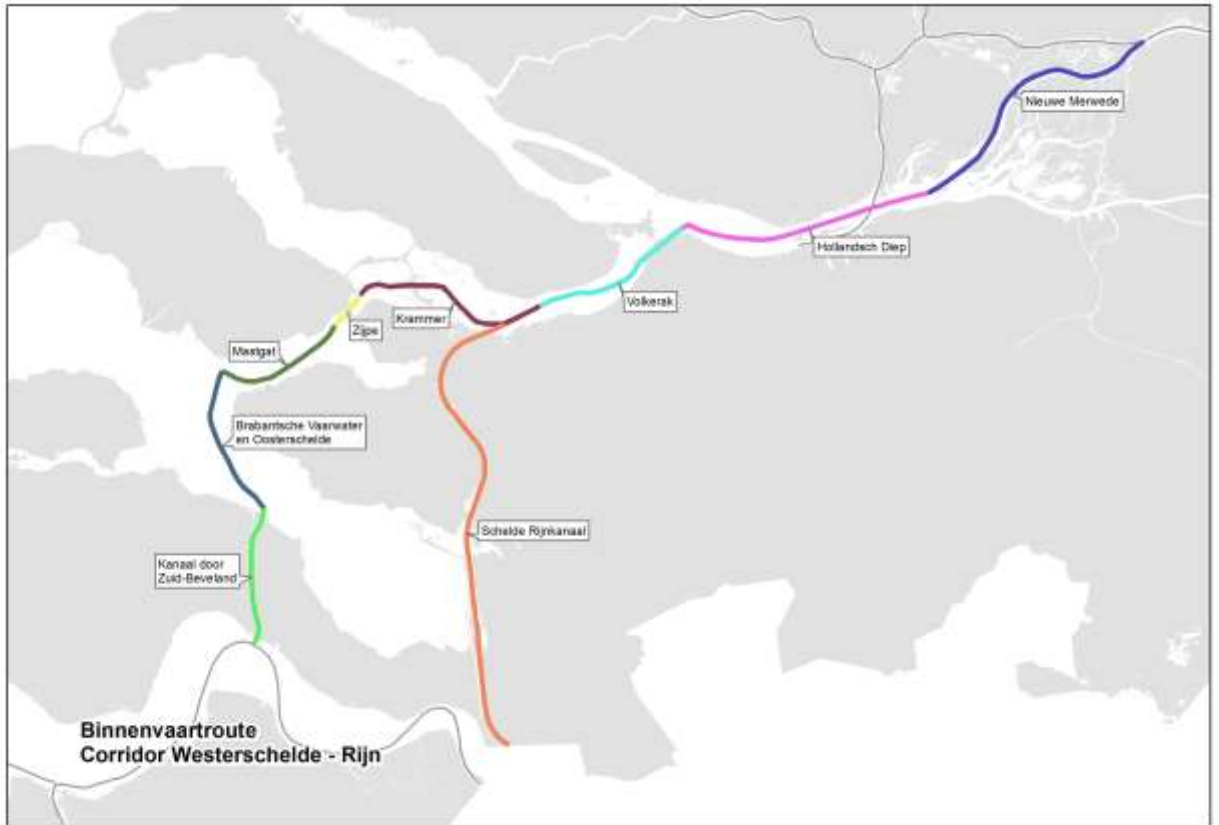 Nieuwe Merwede
Hollandsch Diep
Volkerak
Krammer
Zijpe
Mastgat
Brabantsche Vaarwater
en Oosterschelde
Schelde Rijnkanaal
Kanaal door
Zuid-Beveland
Binnenvaartroute
Corridor Westerschelde - Rijn